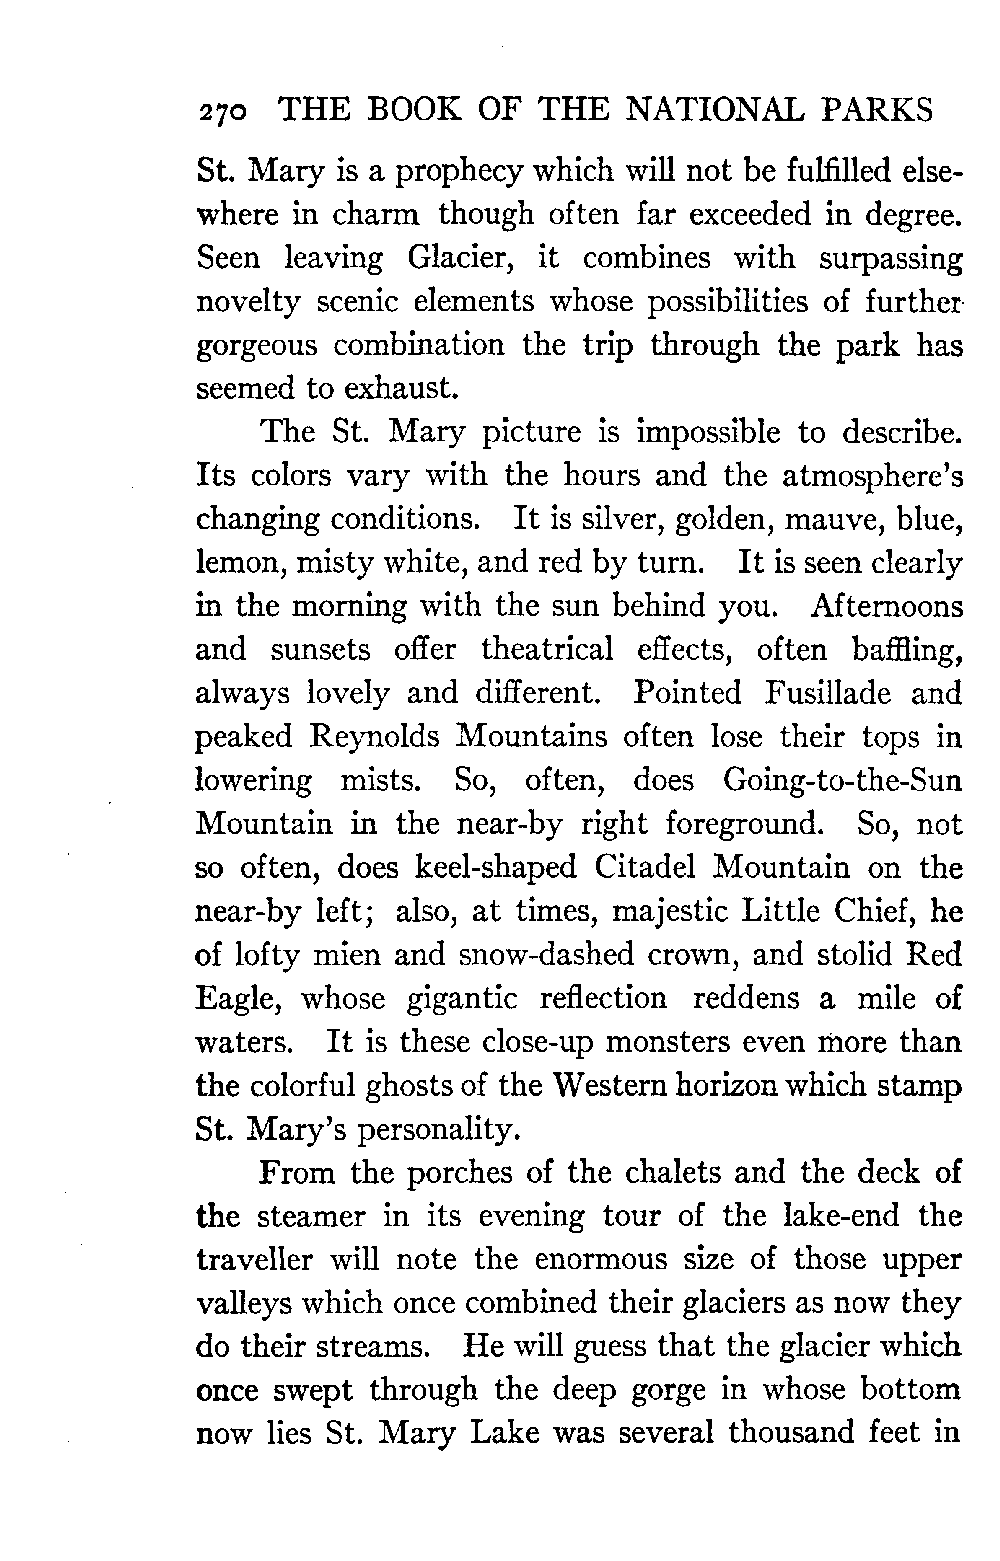 270 THE BOOK OF THE NATIONAL PARKS
St. Mary is a prophecy which will not be fulfilled else-
where in charm though often far exceeded in degree.
Seen leaving Glacier, it combines with surpassing
novelty scenic elements whose possibilities of further
gorgeous combination the trip through the park has
seemed to exhaust.
The St. Mary picture is impossible to describe.
Its colors vary with the hours and the atmosphere's
changing conditions. It is silver, golden, mauve, blue,
lemon, misty white, and red by turn. It is seen clearly
in the morning with the sun behind you. Afternoons
and sunsets offer theatrical effects, often baffling,
always lovely and different. Pointed Fusillade and
peaked Reynolds Mountains often lose their tops in
lowering mists. So, often, does Going-to-the-Sun
Mountain in the near-by right foreground. So, not
so often, does keel-shaped Citadel Mountain on the
near-by left; also, at times, majestic Little Chief, he
of lofty mien and snow-dashed crown, and stolid Red
Eagle, whose gigantic reflection reddens a mile of
waters. It is these close-up monsters even more than
the colorful ghosts of the Western horizon which stamp
St. Mary's personality.
From the porches of the chalets and the deck of
the steamer in its evening tour of the lake-end the
traveller will note the enormous size of those upper
valleys which once combined their glaciers as now they
do their streams. He will guess that the glacier which
once swept through the deep gorge in whose bottom
now lies St. Mary Lake was several thousand feet in